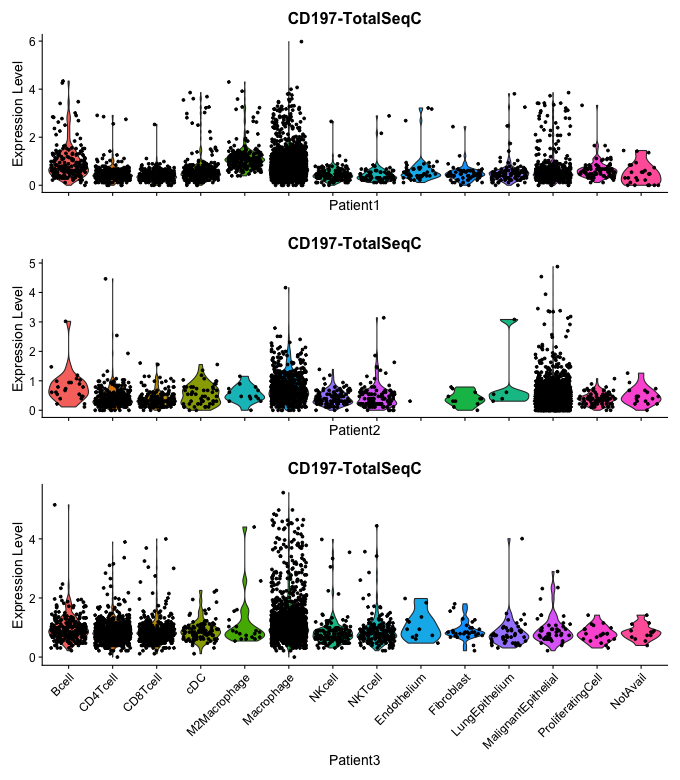 CD197-TotalSeqC
Expression Level
6
4
2
0
Patient1
CD197-TotalSeqC
Expression Level
5
4
3
2
1
0
Patient2
CD197-TotalSeqC
Expression Level
4
2
0
Bcell
CD4Tcell
CD8Tcell
cDC
M2Macrophage
Macrophage
NKcell
NKTcell
Endothelium
Fibroblast
LungEpithelium
MalignantEpithelial
ProliferatingCell
NotAvail
Patient3